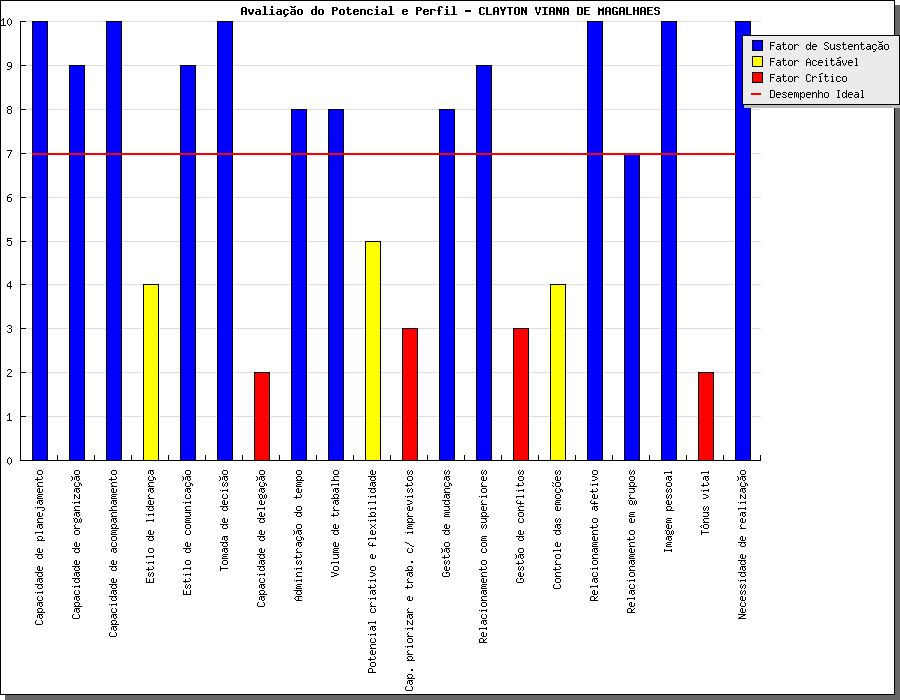 Avaliação do Potencial e Perfil - CLAYTON VIANA DE MAGALHAES
Fator de Sustentação
Fator Aceitável
Fator Crítico
Desempenho Ideal
10
9
8
7
6
5
4
3
2
1
0
Capacidade de planejamento
Capacidade de organização
Capacidade de acompanhamento
Estilo de liderança
Estilo de comunicação
Tomada de decisão
Capacidade de delegação
Administração do tempo
Volume de trabalho
Potencial criativo e flexibilidade
Cap. priorizar e trab. c/ imprevistos
Gestão de mudanças
Relacionamento com superiores
Gestão de conflitos
Controle das emoções
Relacionamento afetivo
Relacionamento em grupos
Imagem pessoal
Tônus vital
Necessidade de realização